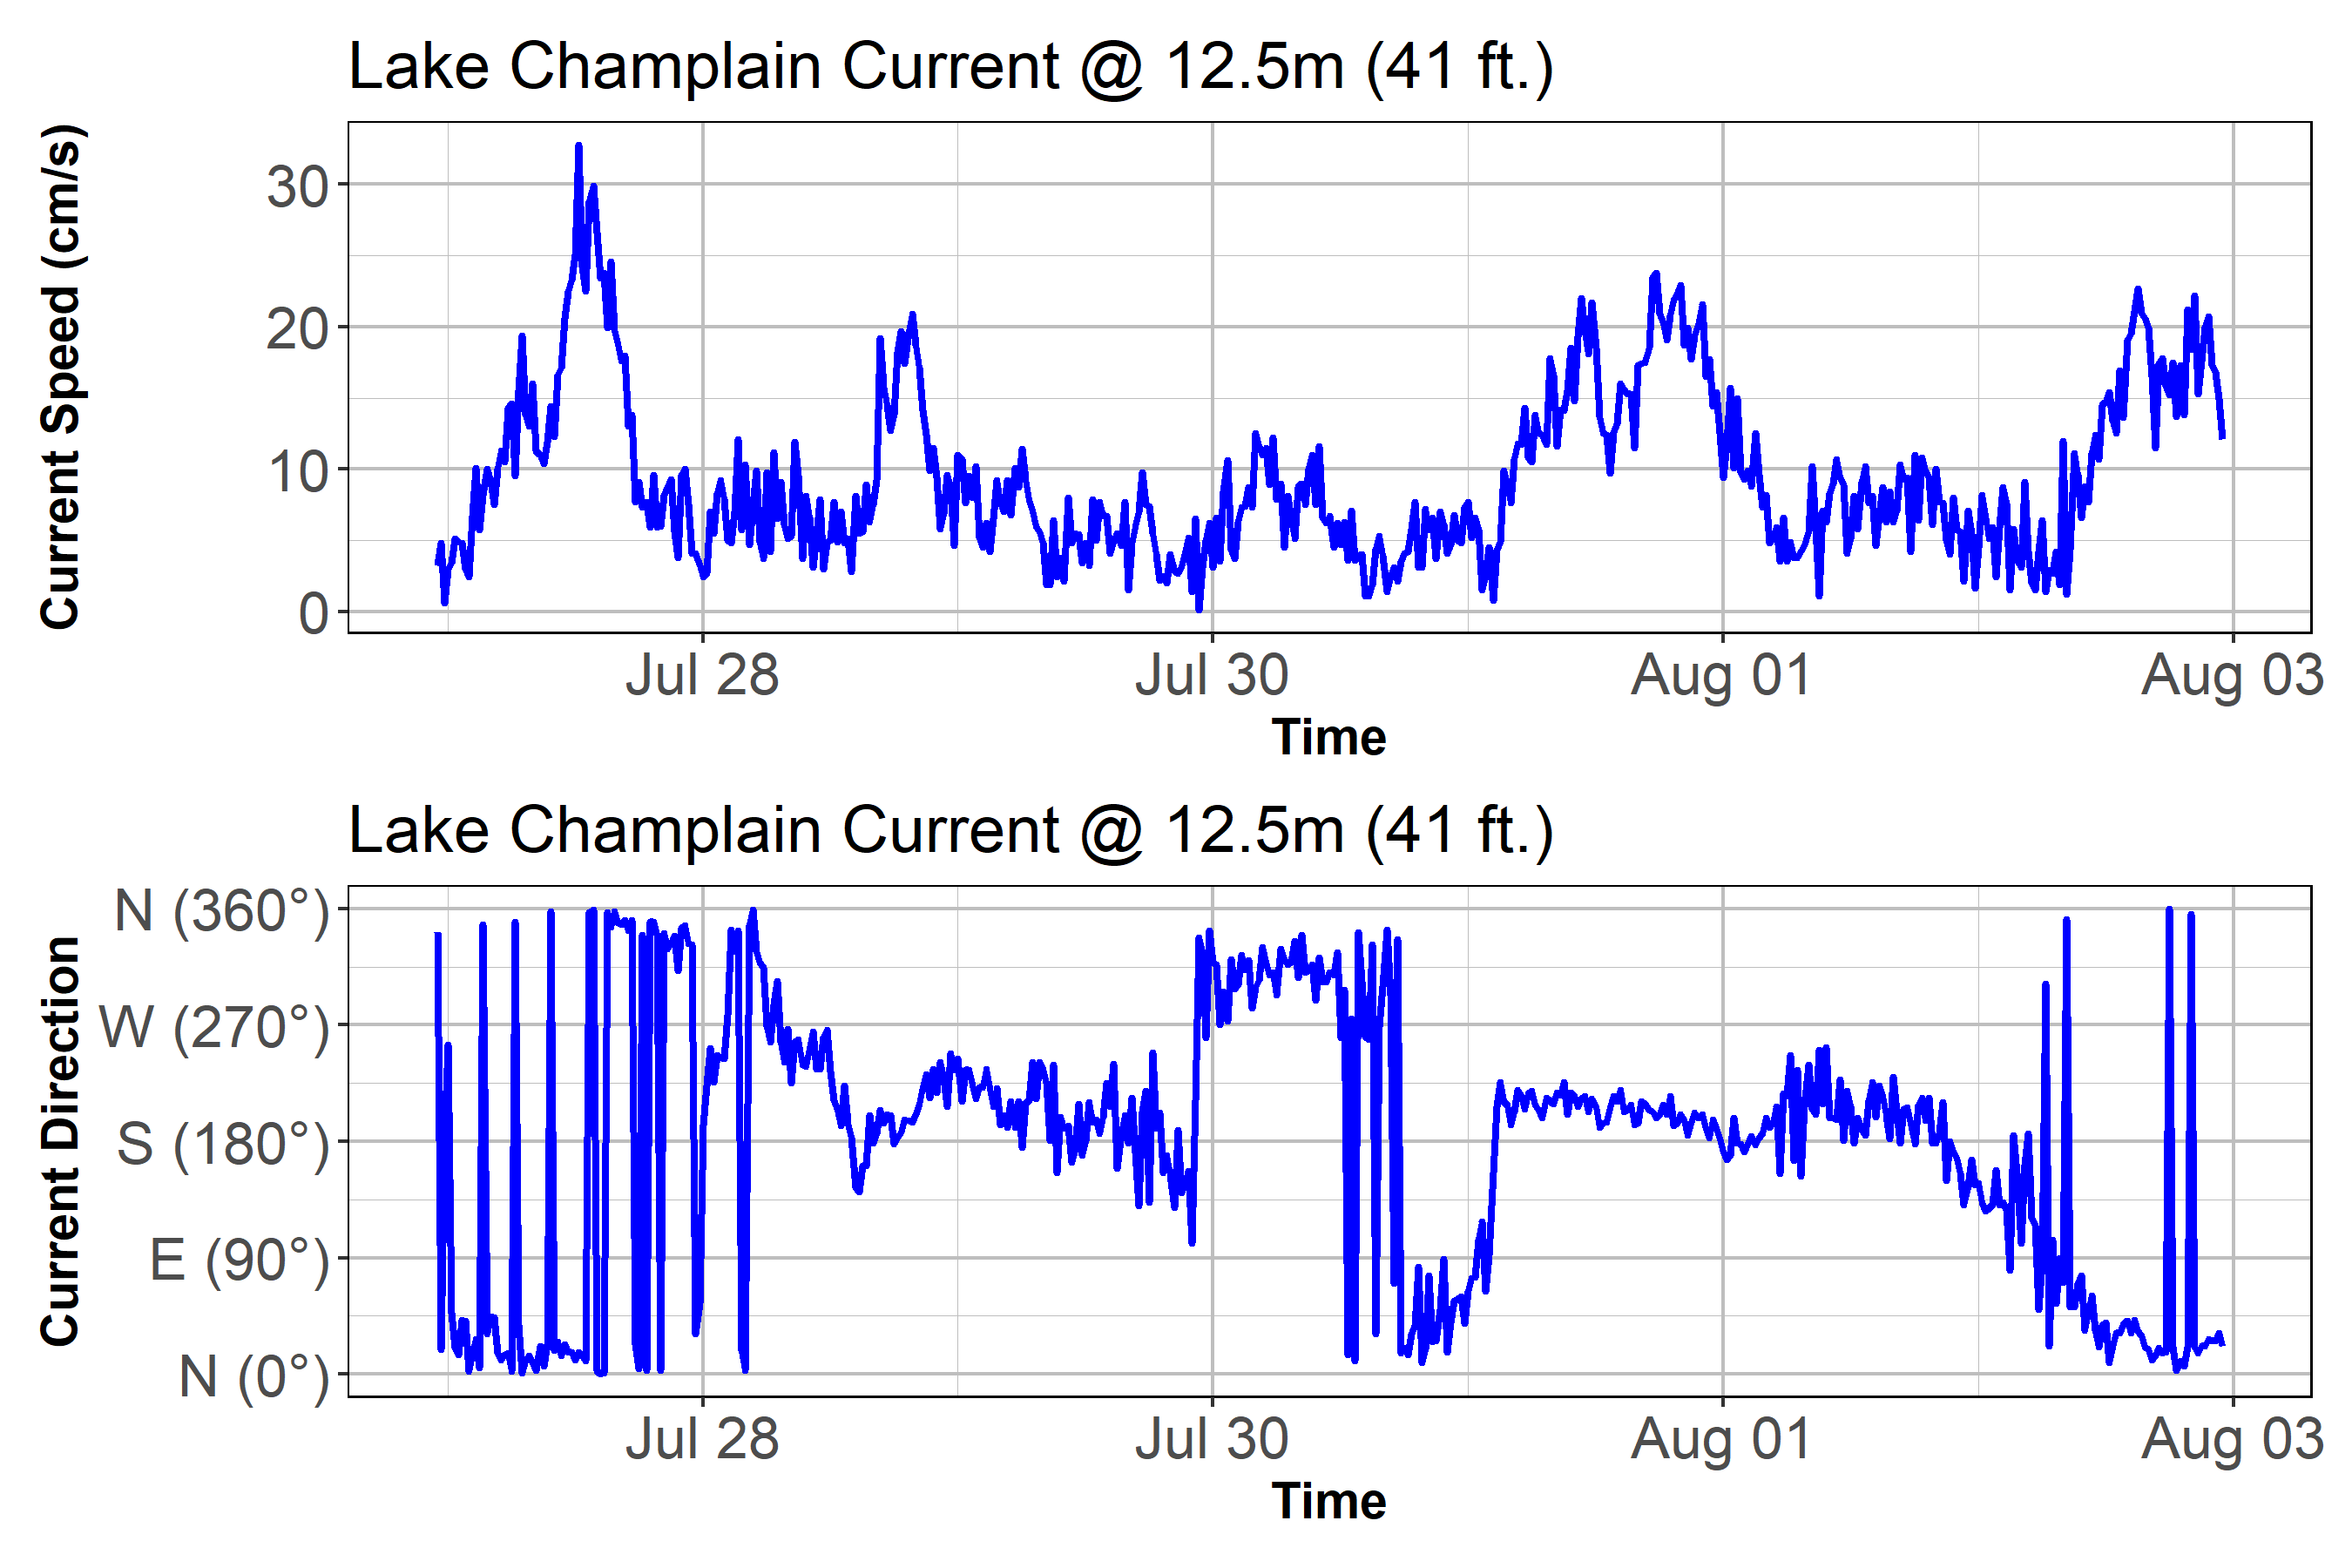 Lake Champlain Current @ 12.5m (41 ft.)
Current Speed (cm/s)
30
20
10
0
Jul 28 Jul 30 Aug 01 Aug 03
Time
Lake Champlain Current @ 12.5m (41 ft.)
Current Direction
N (360°)
W (270°)
S (180°)
E (90°)
N (0°)
Jul 28 Jul 30 Aug 01 Aug 03
Time